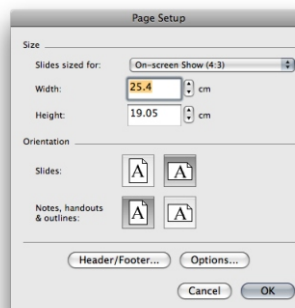 Page Setup
Size
Slides sized for: On-screen Show (4:3)
Width: 25.4 cm
Height: 19.05 cm
Orientation
Slides: A A
Notes, handouts & outlines: A A
Header/Footer... Options...
Cancel OK